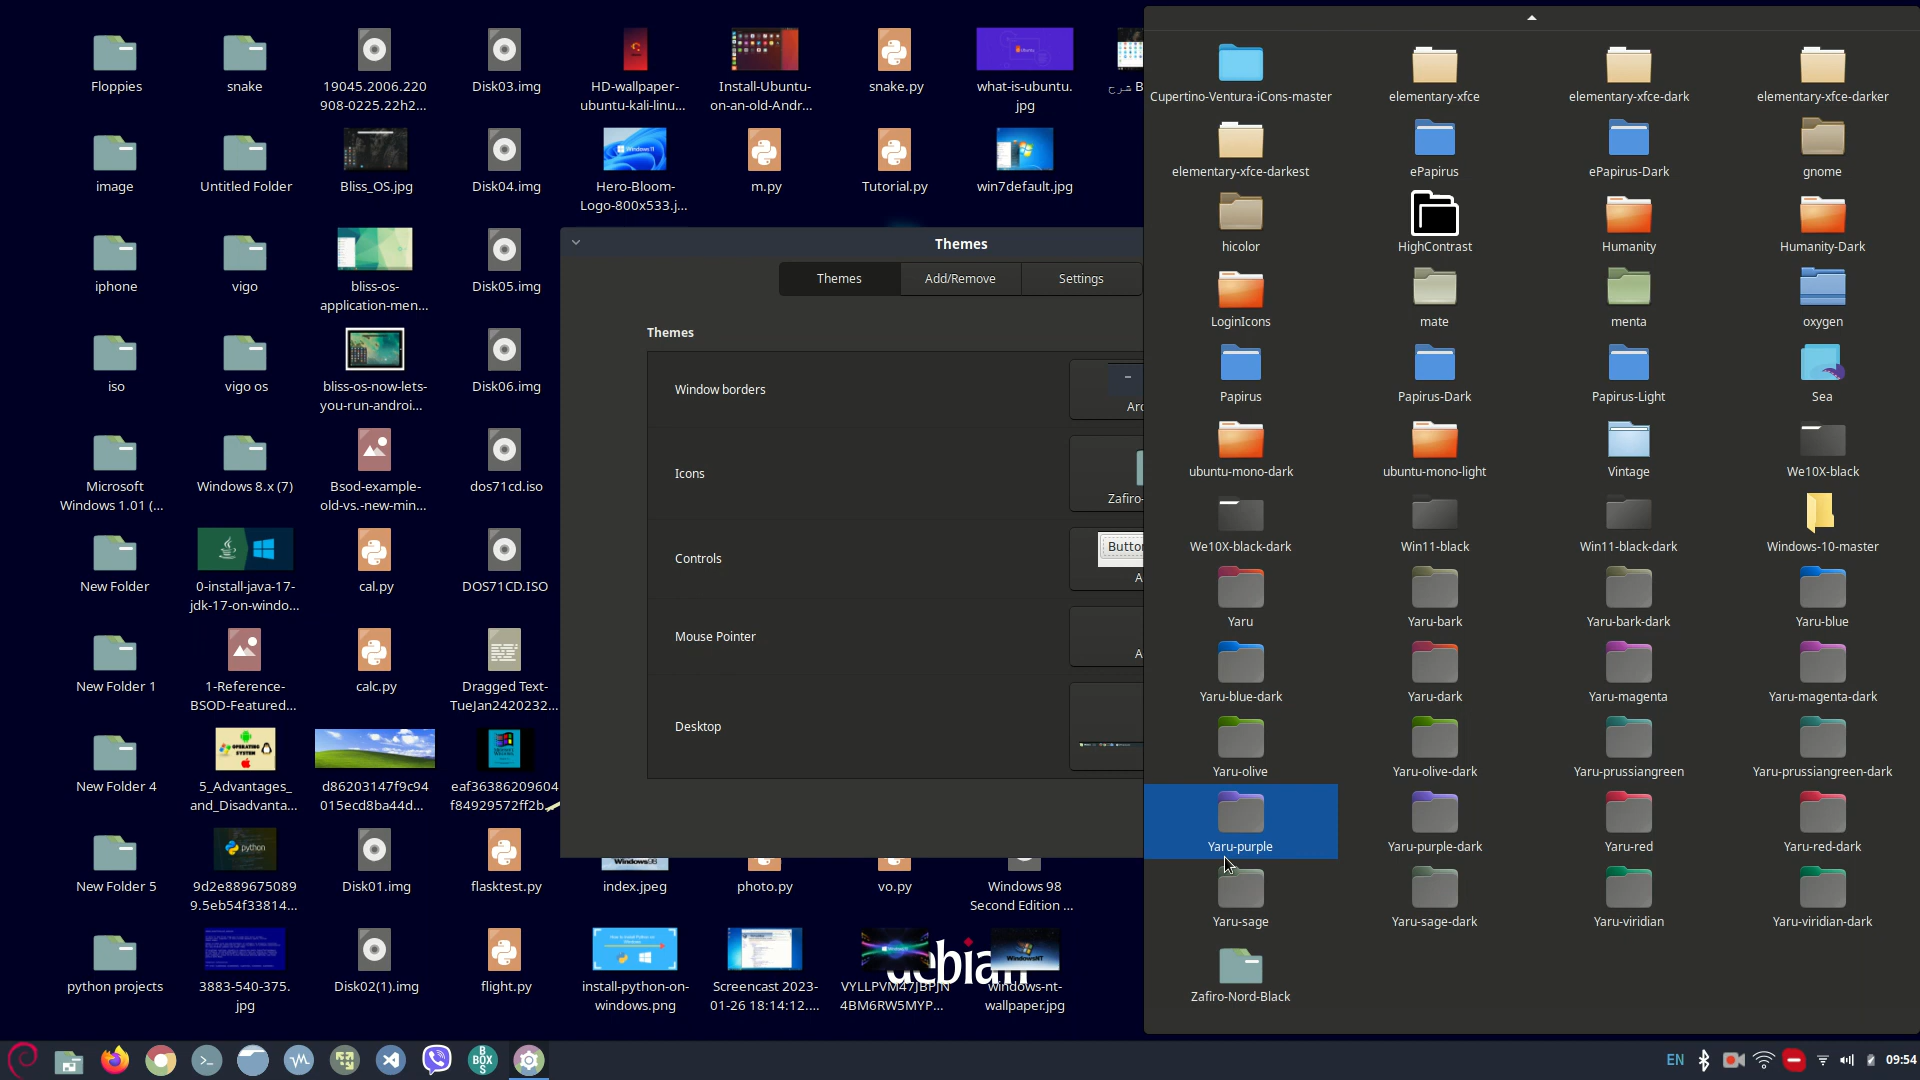 Floppies
snake
19045.2006.220
908-0225.22h2...
Disk03.img
HD-wallpaper-
ubuntu-kali-linu...
Install-Ubuntu-
on-an-old-Andr...
snake.py
what-is-ubuntu.
jpg
شرح B
image
Untitled Folder
Bliss_OS.jpg
Disk04.img
Hero-Bloom-
Logo-800x533.j...
m.py
Tutorial.py
win7default.jpg
iphone
vigo
bliss-os-
application-men...
Disk05.img
iso
vigo os
bliss-os-now-lets-
you-run-androi...
Disk06.img
Microsoft
Windows 1.01 (...
Windows 8.x (7)
Bsod-example-
old-vs.-new-min...
dos71cd.iso
New Folder
0-install-java-17-
jdk-17-on-windo...
cal.py
DOS71CD.ISO
New Folder 1
1-Reference-
BSOD-Featured...
calc.py
Dragged Text-
TueJan2420232...
New Folder 4
5_Advantages_
and_Disadvanta...
d86203147f9c94
015ecd8ba44d...
eaf36386209604
f84929572ff2b...
New Folder 5
python
9d2e889675089
9.5eb54f33814...
Disk01.img
flasktest.py
Windows98
index.jpeg
photo.py
vo.py
Windows 98
Second Edition ...
python projects
3883-540-375.
jpg
Disk02(1).img
flight.py
install-python-on-
windows.png
Screencast 2023-
01-26 18:14:12....
VYLLPVM47JBPJN
4BM6RW5MYP...
windows-nt-
wallpaper.jpg
debian
Themes
Themes
Add/Remove
Settings
Themes
Window borders
Arc
Icons
Zafiro-
Controls
Button
A
Mouse Pointer
A
Desktop
Cupertino-Ventura-iCons-master
elementary-xfce
elementary-xfce-dark
elementary-xfce-darker
elementary-xfce-darkest
ePapirus
ePapirus-Dark
gnome
hicolor
HighContrast
Humanity
Humanity-Dark
LoginIcons
mate
menta
oxygen
Papirus
Papirus-Dark
Papirus-Light
Sea
ubuntu-mono-dark
ubuntu-mono-light
Vintage
We10X-black
We10X-black-dark
Win11-black
Win11-black-dark
Windows-10-master
Yaru
Yaru-bark
Yaru-bark-dark
Yaru-blue
Yaru-blue-dark
Yaru-dark
Yaru-magenta
Yaru-magenta-dark
Yaru-olive
Yaru-olive-dark
Yaru-prussiangreen
Yaru-prussiangreen-dark
Yaru-purple
Yaru-purple-dark
Yaru-red
Yaru-red-dark
Yaru-sage
Yaru-sage-dark
Yaru-viridian
Yaru-viridian-dark
Zafiro-Nord-Black
B
BOX
S
EN
09:54